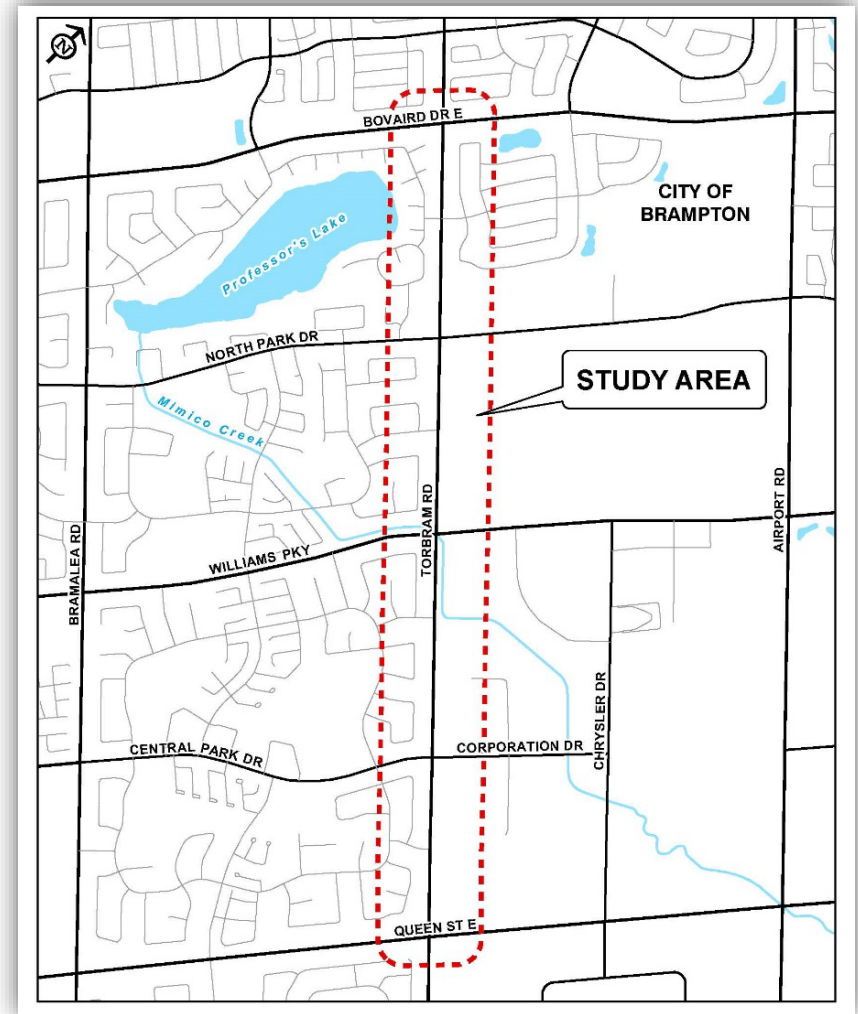 N
BOVAIRD DR E
CITY OF
BRAMPTON
Professor's Lake
NORTH PARK DR
STUDY AREA
Mimico Creek
AIRPORT RD
TORBRAM RD
BRAMALEA RD
WILLIAMS PKY
CHRYSLER DR
CENTRAL PARK DR
CORPORATION DR
QUEEN ST E